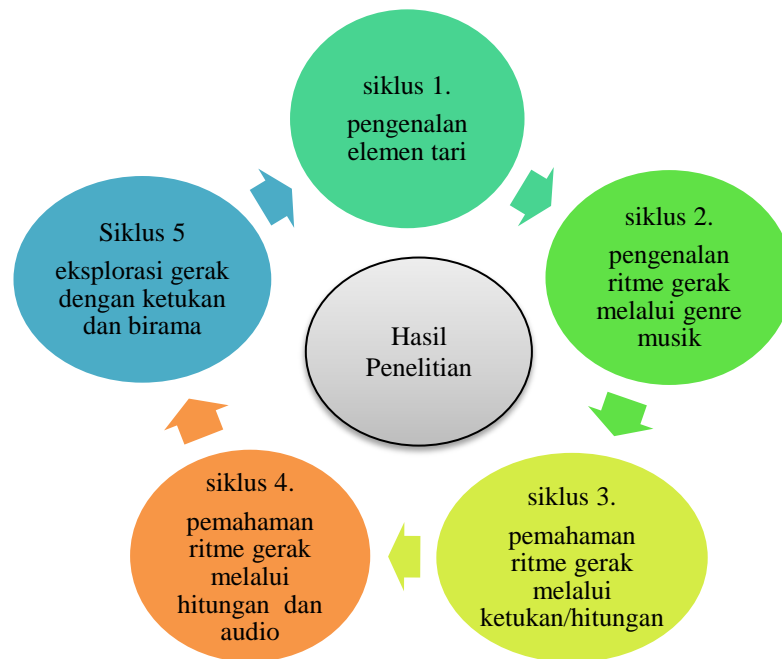 siklus 1.
pengenalan
elemen tari
siklus 2.
pengenalan
ritme gerak
melalui genre
musik
siklus 3.
pemahaman
ritme gerak
melalui
ketukan/hitungan
siklus 4.
pemahaman
ritme gerak
melalui
hitungan dan
audio
Siklus 5
eksplorasi gerak
dengan ketukan
dan birama
Hasil
Penelitian